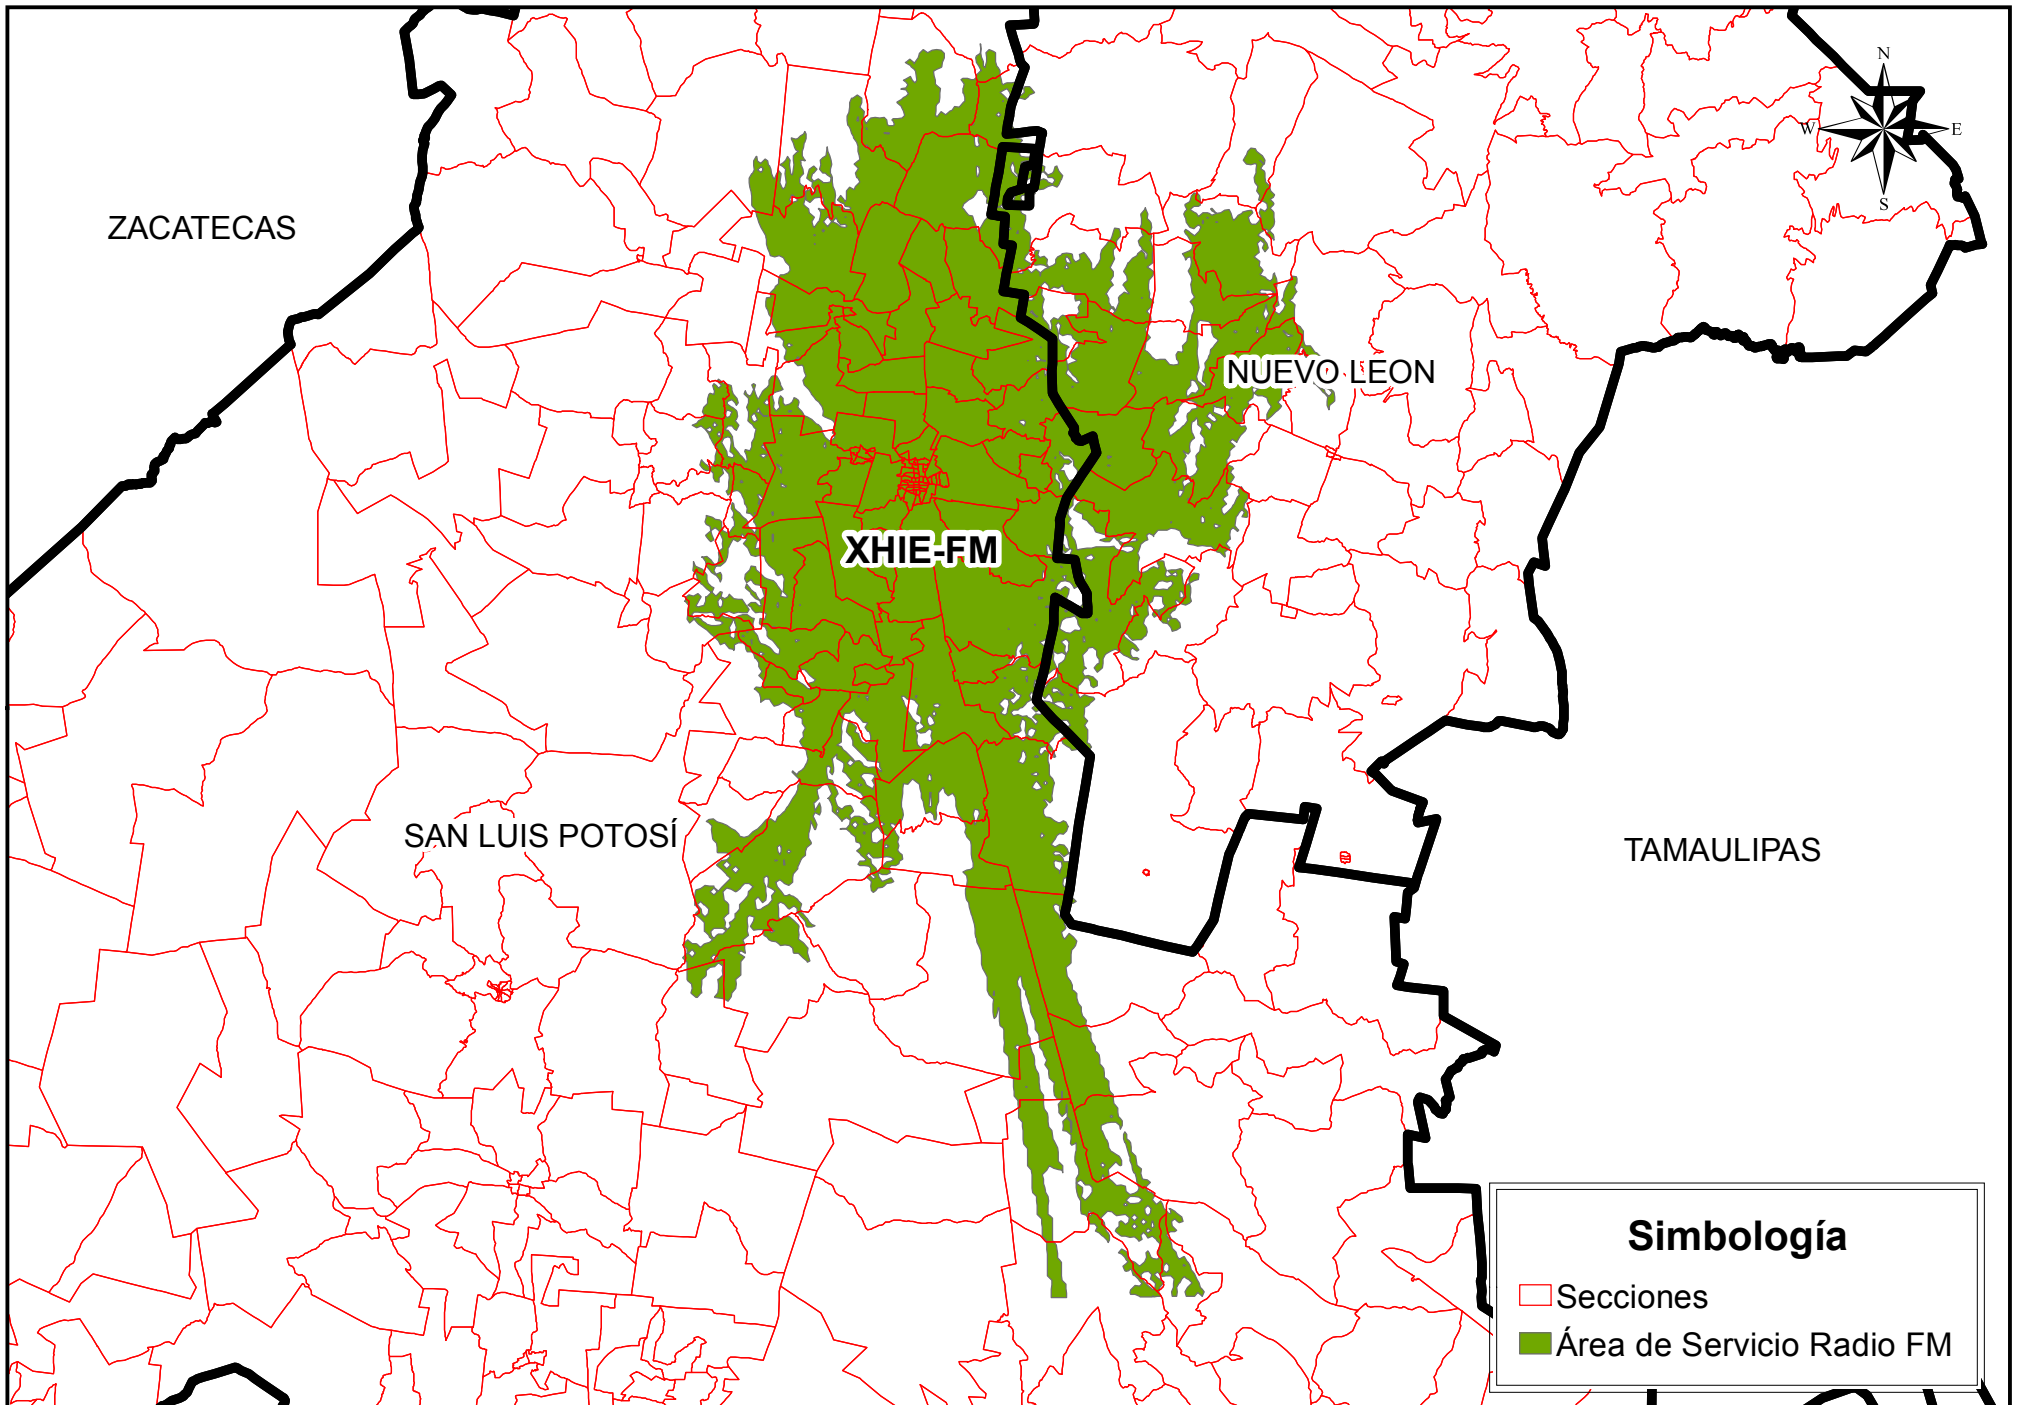 N
W E
S
ZACATECAS
NUEVO LEON
XHIE-FM
SAN LUIS POTOSÍ
TAMAULIPAS
Simbología
Secciones
Área de Servicio Radio FM